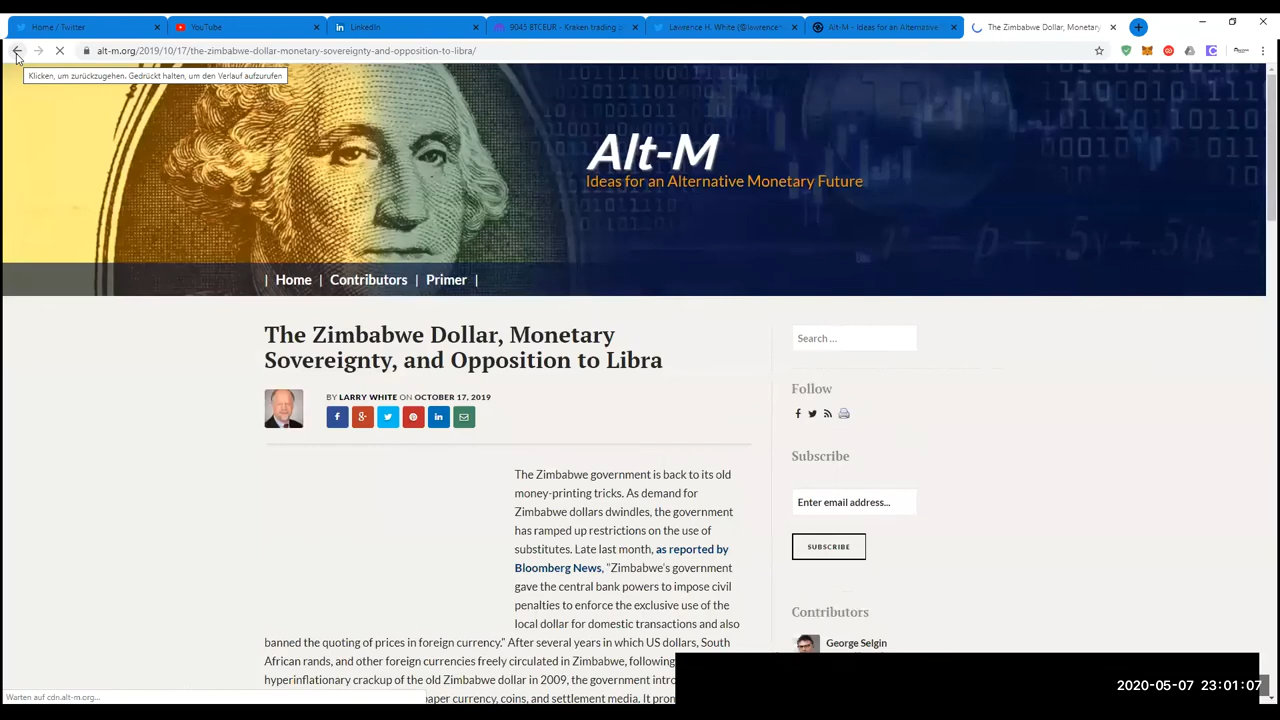 Home / Twitter
YouTube
LinkedIn
9045 BTCEUR - Kraken trading
Lawrence H. White (@lawrence
Alt-M - Ideas for an Alternative
The Zimbabwe Dollar, Monetary
alt-m.org/2019/10/17/the-zimbabwe-dollar-monetary-sovereignty-and-opposition-to-libra/
Klicken, um zurückzugehen. Gedrückt halten, um den Verlauf aufzurufen
Alt-M
Ideas for an Alternative Monetary Future
| Home | Contributors | Primer |
The Zimbabwe Dollar, Monetary
Sovereignty, and Opposition to Libra
BY LARRY WHITE ON OCTOBER 17, 2019
The Zimbabwe government is back to its old
money-printing tricks. As demand for
Zimbabwe dollars dwindles, the government
has ramped up restrictions on the use of
substitutes. Late last month, as reported by
Bloomberg News, “Zimbabwe's government
gave the central bank powers to impose civil
penalties to enforce the exclusive use of the
local dollar for domestic transactions and also
banned the quoting of prices in foreign currency.” After several years in which US dollars, South
African rands, and other foreign currencies freely circulated in Zimbabwe, following
hyperinflationary crackup of the old Zimbabwe dollar in 2009, the government intro
paper currency, coins, and settlement media. It prom
Search ...
Follow
Subscribe
Enter email address...
SUBSCRIBE
Contributors
George Selgin
Warten auf cdn.alt-m.org...
2020-05-07 23:01:07